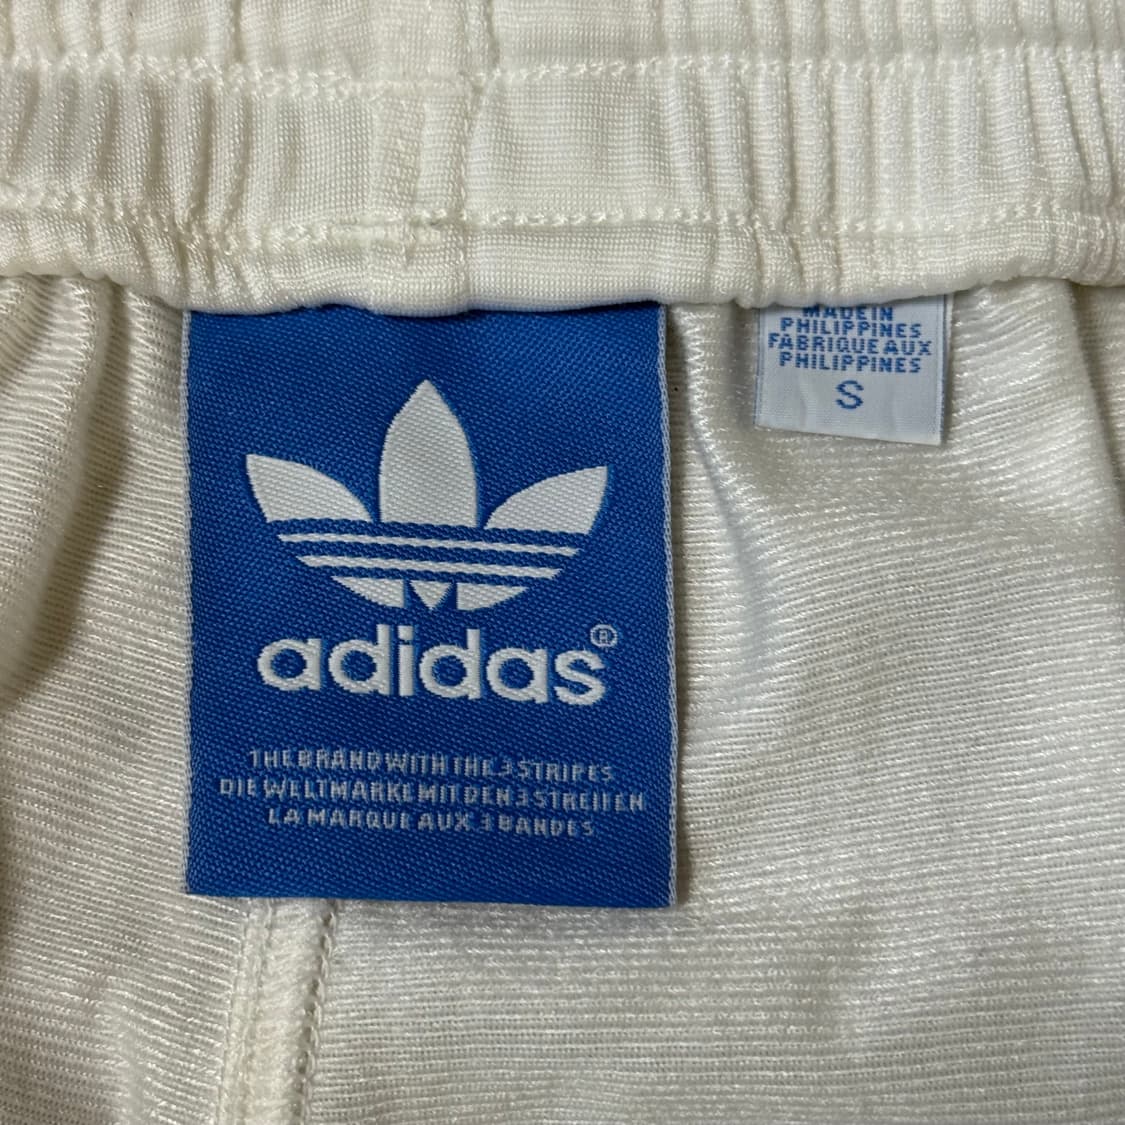 adidas®
THE BRAND WITH THE 3 STRIPES
DIE WELTMARKE MIT DEN 3 STREIFEN
LA MARQUE AUX 3 BANDES
MADE IN
PHILIPPINES
FABRIQUE AUX
PHILIPPINES
S